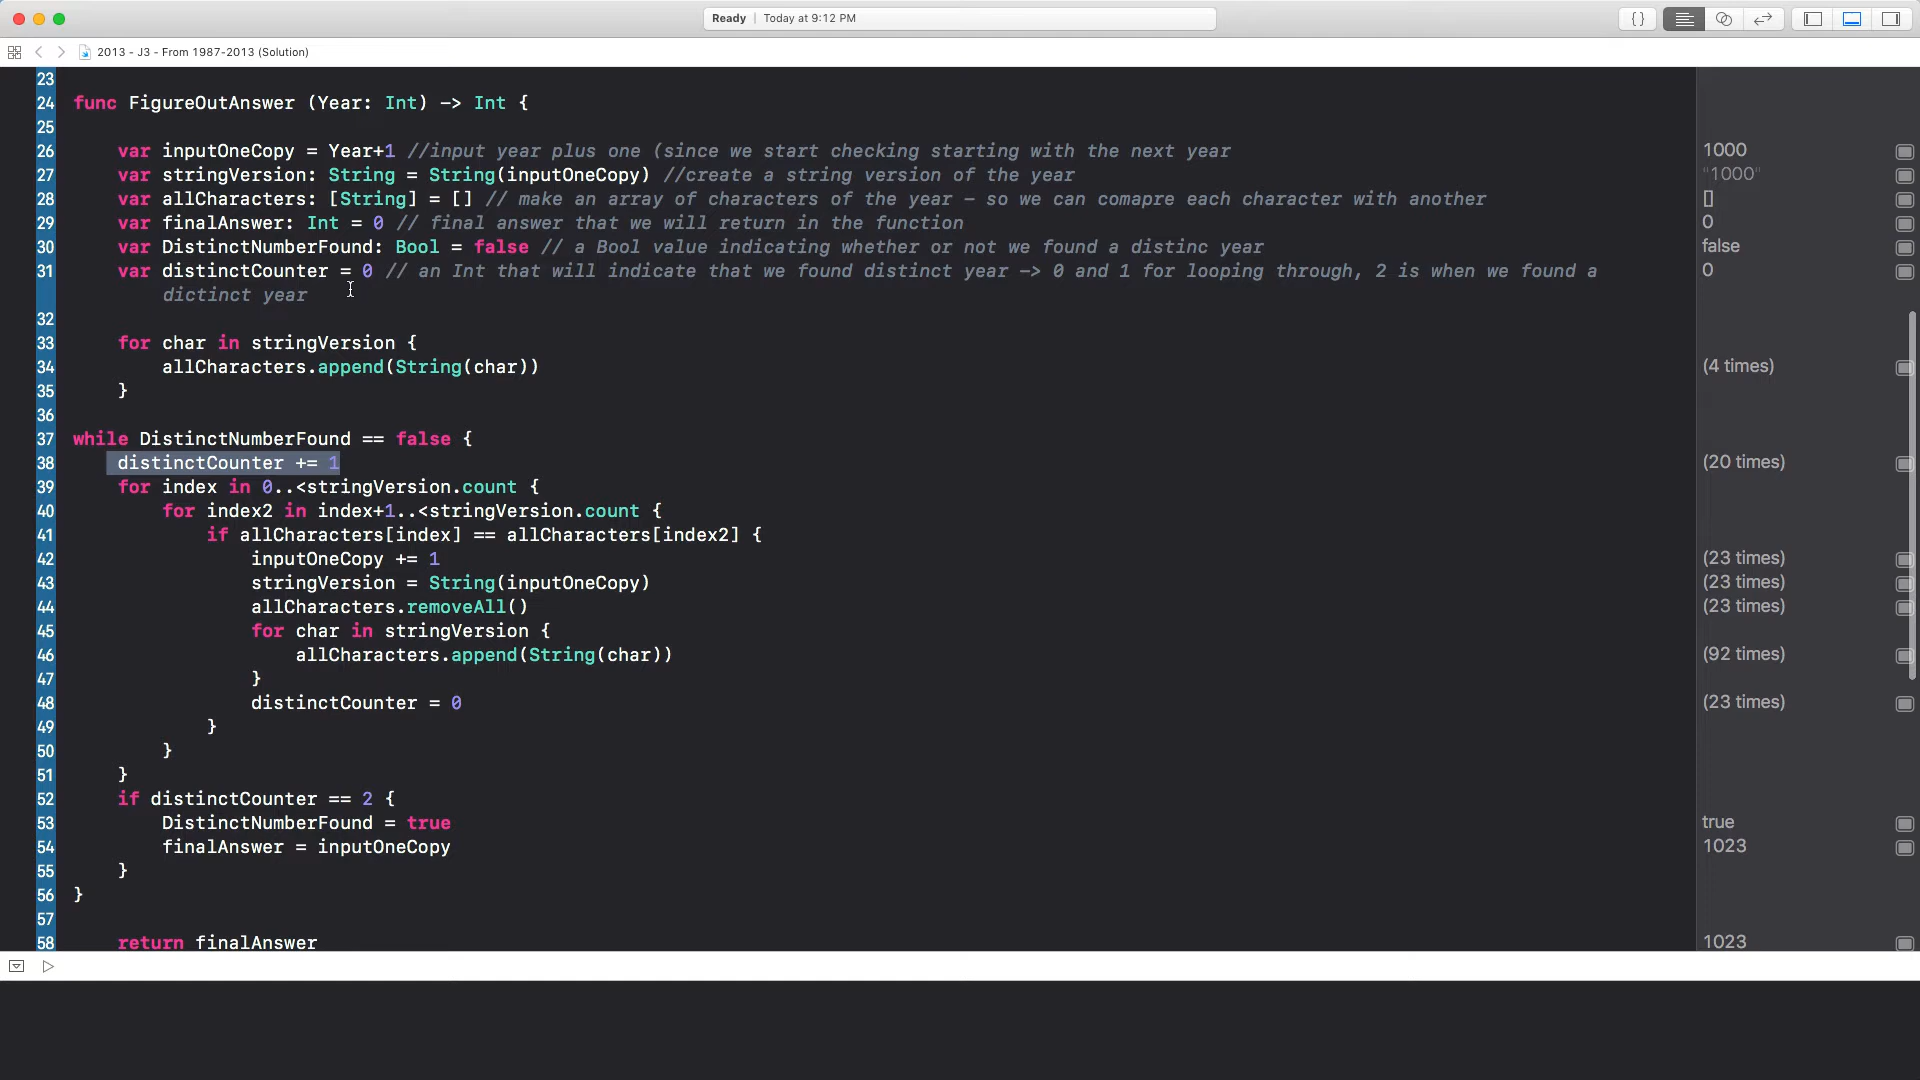 Ready | Today at 9:12 PM
{ }
2013 - J3 - From 1987-2013 (Solution)
23
24 func FigureOutAnswer (Year: Int) -> Int {
25
26 var inputOneCopy = Year+1 //input year plus one (since we start checking starting with the next year 1000
27 var stringVersion: String = String(inputOneCopy) //create a string version of the year "1000"
28 var allCharacters: [String] = [] // make an array of characters of the year – so we can comapre each character with another []
29 var finalAnswer: Int = 0 // final answer that we will return in the function 0
30 var DistinctNumberFound: Bool = false // a Bool value indicating whether or not we found a distinc year false
31 var distinctCounter = 0 // an Int that will indicate that we found distinct year -> 0 and 1 for looping through, 2 is when we found a 0
dictinct year
32
33 for char in stringVersion {
34 allCharacters.append(String(char)) (4 times)
35 }
36
37 while DistinctNumberFound == false {
38 distinctCounter += 1 (20 times)
39 for index in 0..<stringVersion.count {
40 for index2 in index+1..<stringVersion.count {
41 if allCharacters[index] == allCharacters[index2] {
42 inputOneCopy += 1 (23 times)
43 stringVersion = String(inputOneCopy) (23 times)
44 allCharacters.removeAll() (23 times)
45 for char in stringVersion {
46 allCharacters.append(String(char)) (92 times)
47 }
48 distinctCounter = 0 (23 times)
49 }
50 }
51 }
52 if distinctCounter == 2 {
53 DistinctNumberFound = true true
54 finalAnswer = inputOneCopy 1023
55 }
56 }
57
58 return finalAnswer 1023